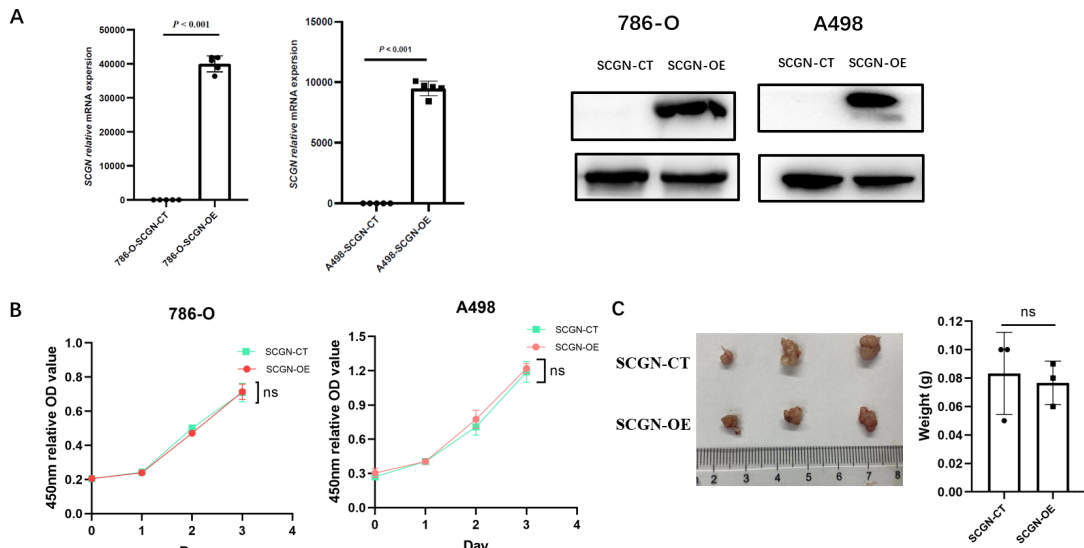 A
P < 0.001
SCGN relative mRNA expersion
50000
40000
30000
20000
10000
0
786-O-SCGN-CT
786-O-SCGN-OE
P < 0.001
SCGN relative mRNA expersion
15000
10000
5000
0
A498-SCGN-CT
A498-SCGN-OE
786-O
A498
SCGN-CT SCGN-OE
SCGN-CT SCGN-OE
B
786-O
450nm relative OD value
1.0
0.8
0.6
0.4
0.2
0.0
0 1 2 3 4
SCGN-CT
SCGN-OE
ns
A498
450nm relative OD value
1.5
1.2
0.9
0.6
0.3
0.0
0 1 2 3 4
Day
SCGN-CT
SCGN-OE
ns
C
SCGN-CT
SCGN-OE
2 3 4 5 6 7 8
Weight (g)
0.12
0.10
0.08
0.06
0.04
0.02
0.00
ns
SCGN-CT
SCGN-OE